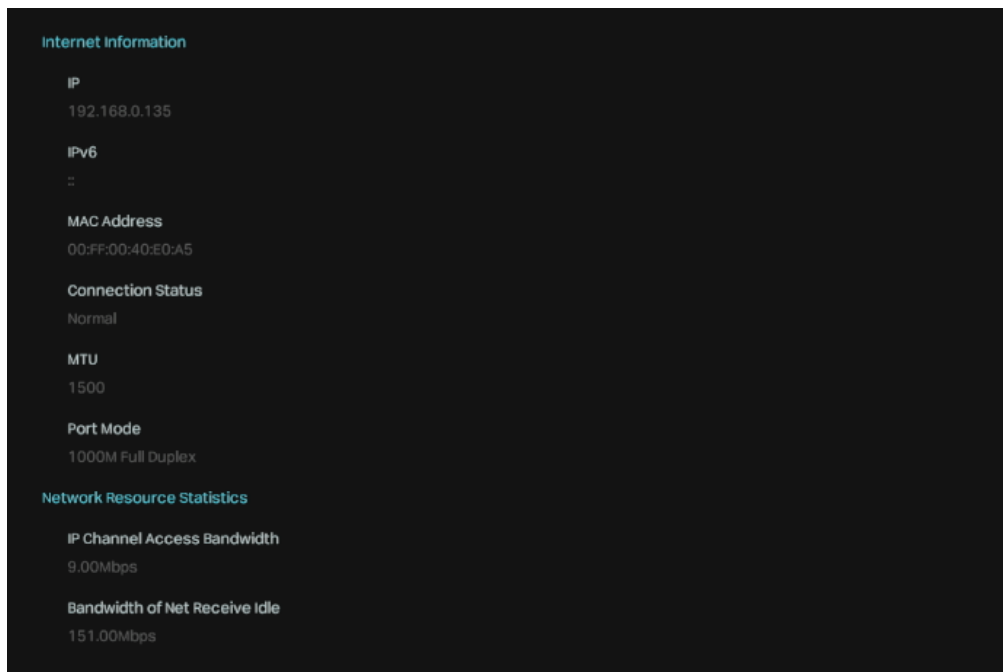 Internet Information
IP
192.168.0.135
IPv6
::
MAC Address
00:FF:00:40:E0:A5
Connection Status
Normal
MTU
1500
Port Mode
1000M Full Duplex
Network Resource Statistics
IP Channel Access Bandwidth
9.00Mbps
Bandwidth of Net Receive Idle
151.00Mbps